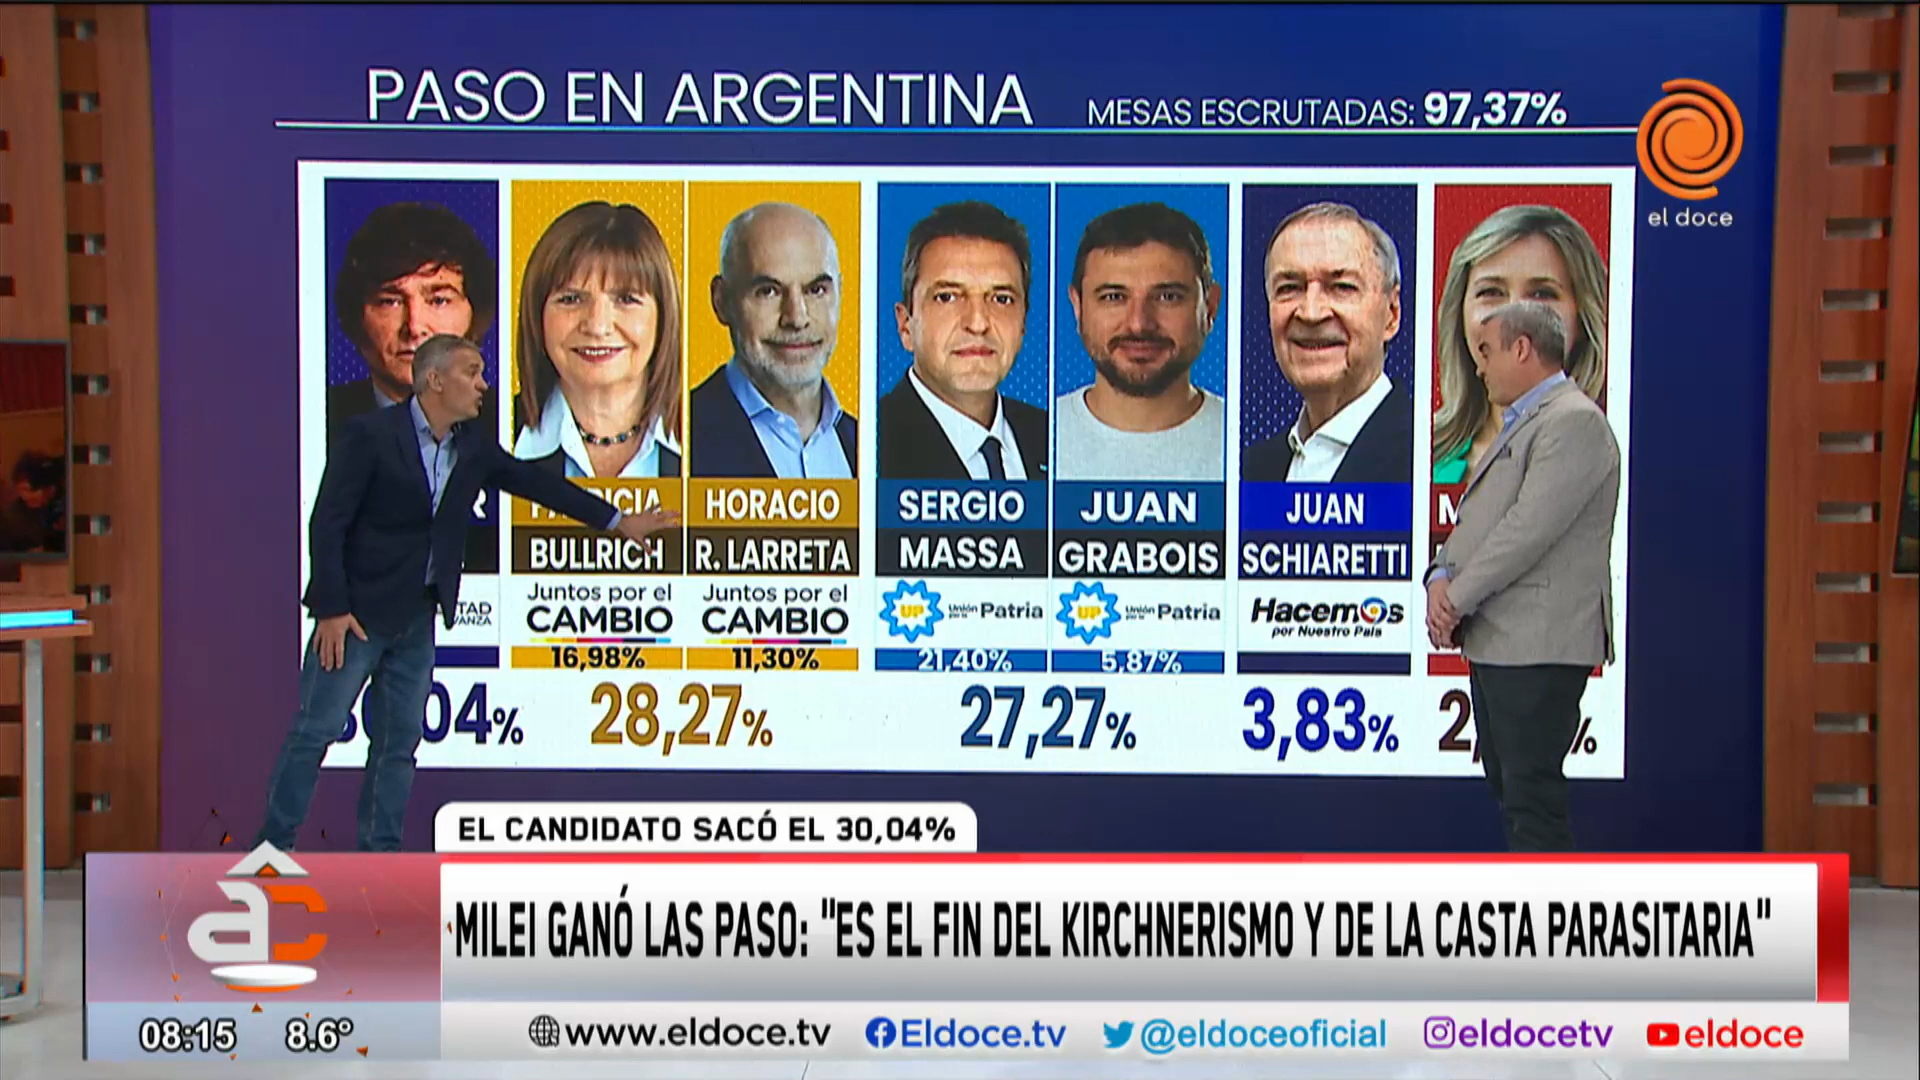 PASO EN ARGENTINA
MESAS ESCRUTADAS: 97,37%
el doce
HORACIO
SERGIO
JUAN
JUAN
BULLRICH
R. LARRETA
MASSA
GRABOIS
SCHIARETTI
Juntos por el
CAMBIO
Juntos por el
CAMBIO
UP Unión por la Patria
UP Unión por la Patria
Hacemos
por Nuestro País
16,98%
11,30%
21,40%
5,87%
28,27%
27,27%
3,83%
EL CANDIDATO SACÓ EL 30,04%
ac
MILEI GANÓ LAS PASO: "ES EL FIN DEL KIRCHNERISMO Y DE LA CASTA PARASITARIA"
08:15 8.6° www.eldoce.tv Eldoce.tv @eldoceoficial eldocetv eldoce